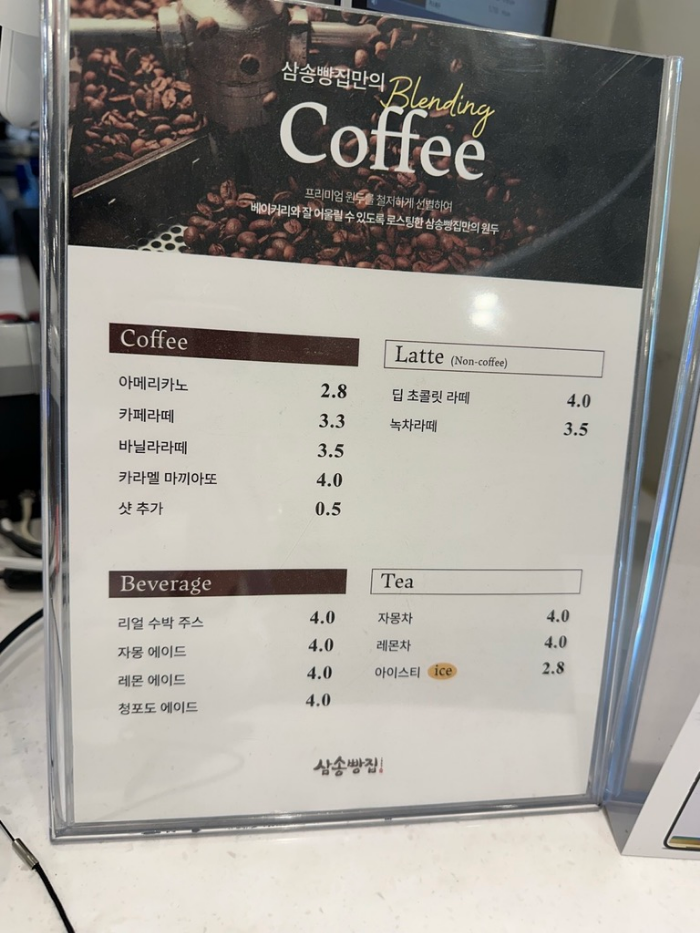 삼송빵집만의
Blending
Coffee
프리미엄 원두를 철저하게 선별하여
베이커리와 잘 어울릴 수 있도록 로스팅한 삼송빵집만의 원두
Coffee
아메리카노 2.8
카페라떼 3.3
바닐라라떼 3.5
카라멜 마끼아또 4.0
샷 추가 0.5
Latte (Non-coffee)
딥 초콜릿 라떼 4.0
녹차라떼 3.5
Beverage
리얼 수박 주스 4.0
자몽 에이드 4.0
레몬 에이드 4.0
청포도 에이드 4.0
Tea
자몽차 4.0
레몬차 4.0
아이스티 ice 2.8
삼송빵집